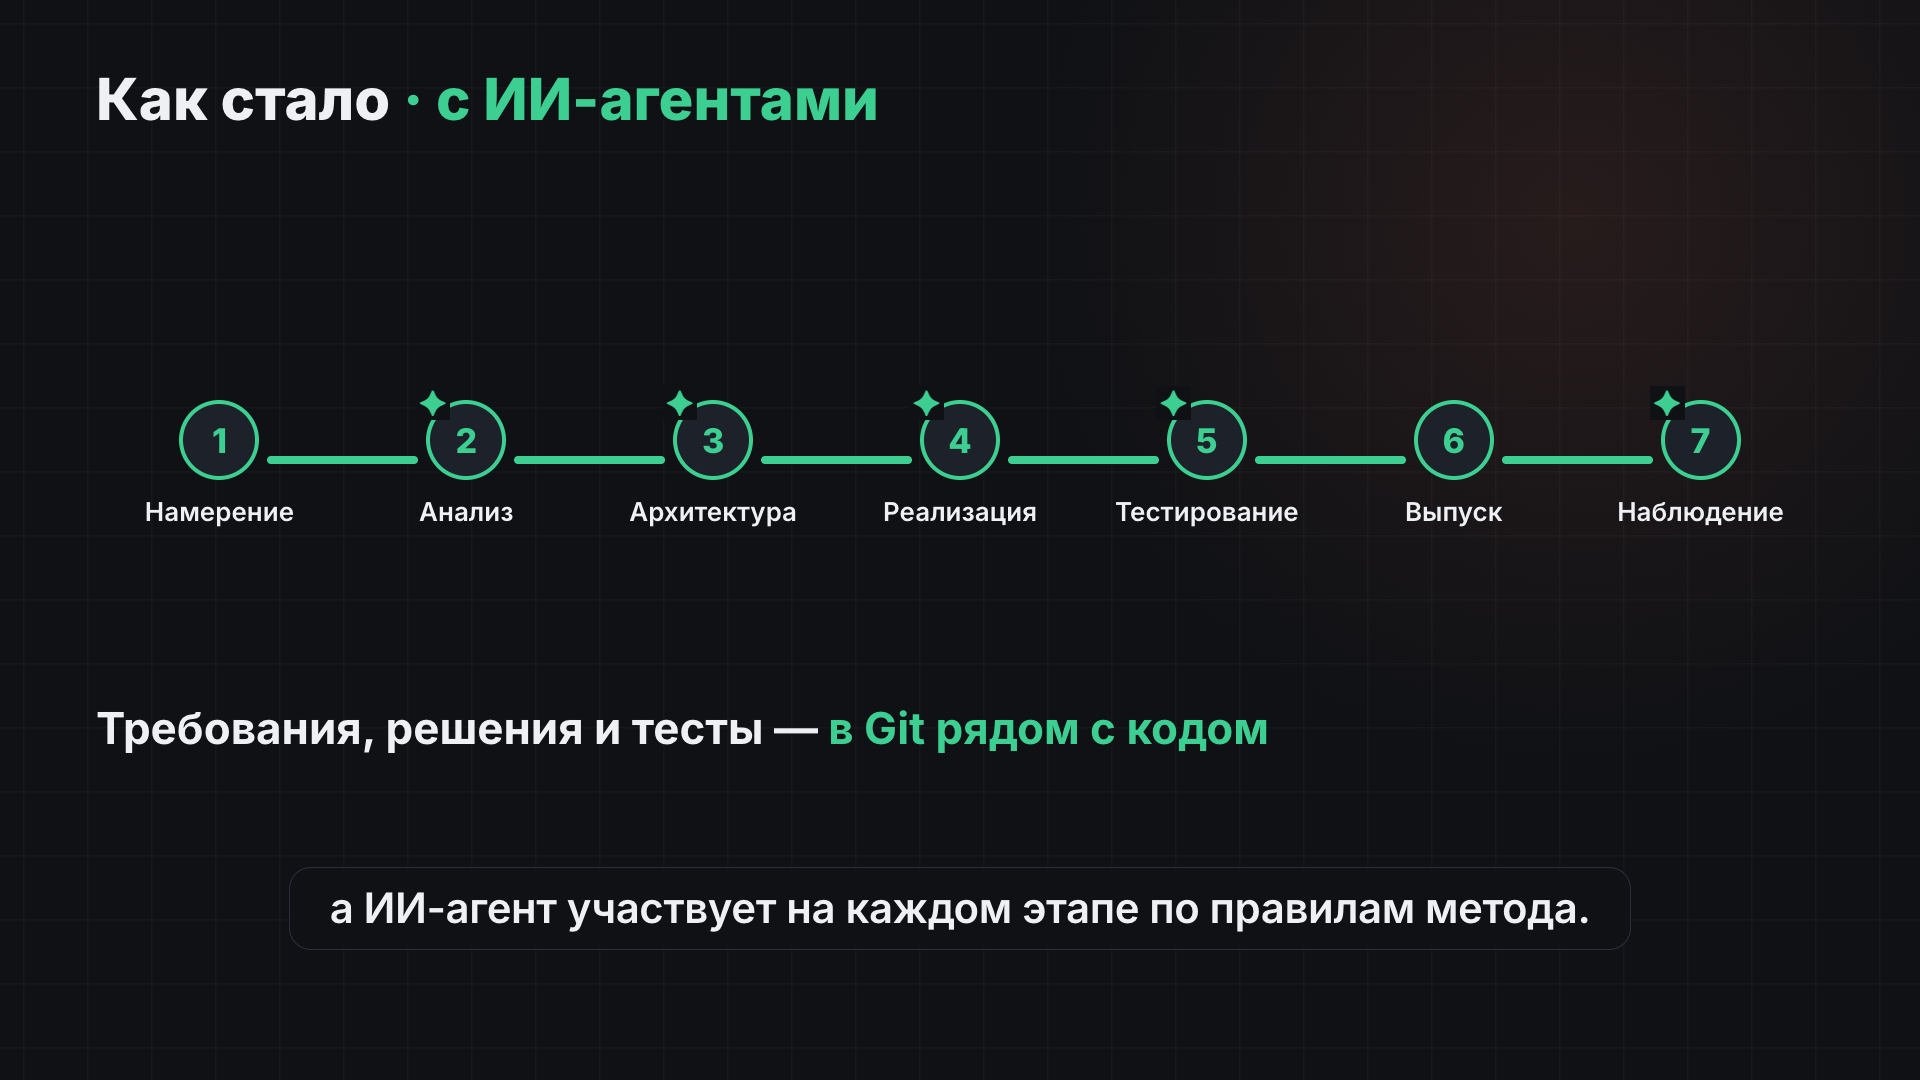 Как стало · с ИИ-агентами
1 2 3 4 5 6 7
Намерение Анализ Архитектура Реализация Тестирование Выпуск Наблюдение
Требования, решения и тесты — в Git рядом с кодом
а ИИ-агент участвует на каждом этапе по правилам метода.